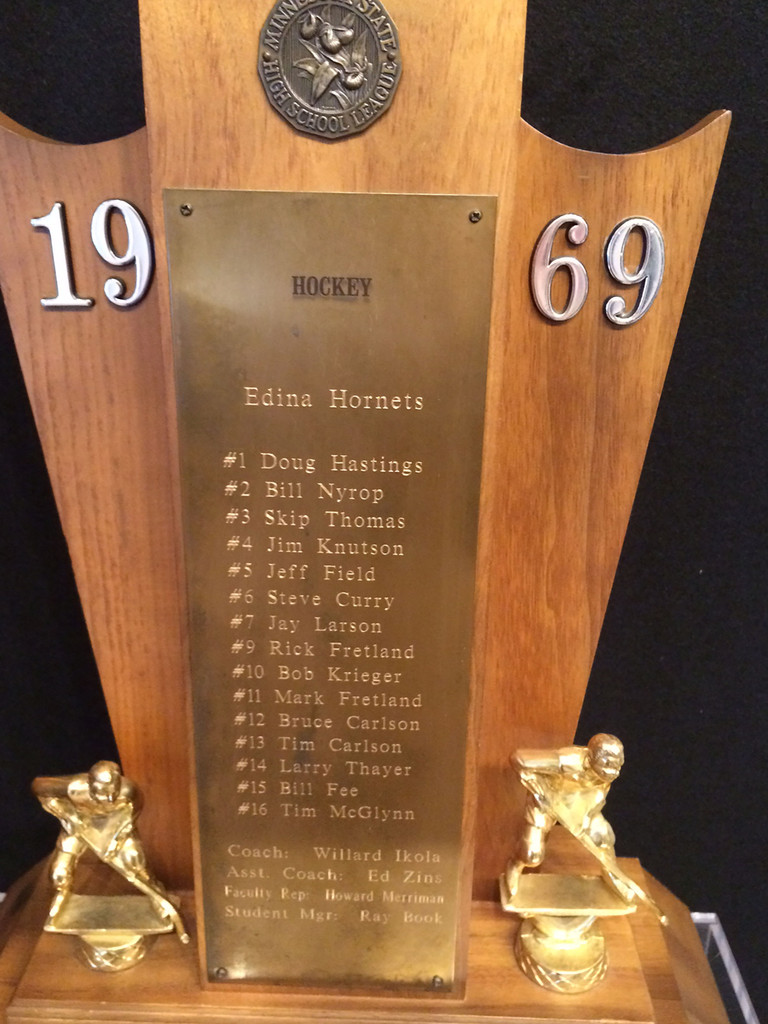 MINNESOTA STATE
HIGH SCHOOL LEAGUE
19 69
HOCKEY
Edina Hornets
#1 Doug Hastings
#2 Bill Nyrop
#3 Skip Thomas
#4 Jim Knutson
#5 Jeff Field
#6 Steve Curry
#7 Jay Larson
#9 Rick Fretland
#10 Bob Krieger
#11 Mark Fretland
#12 Bruce Carlson
#13 Tim Carlson
#14 Larry Thayer
#15 Bill Fee
#16 Tim McGlynn
Coach: Willard Ikola
Asst. Coach: Ed Zins
Faculty Rep: Howard Merriman
Student Mgr: Ray Book